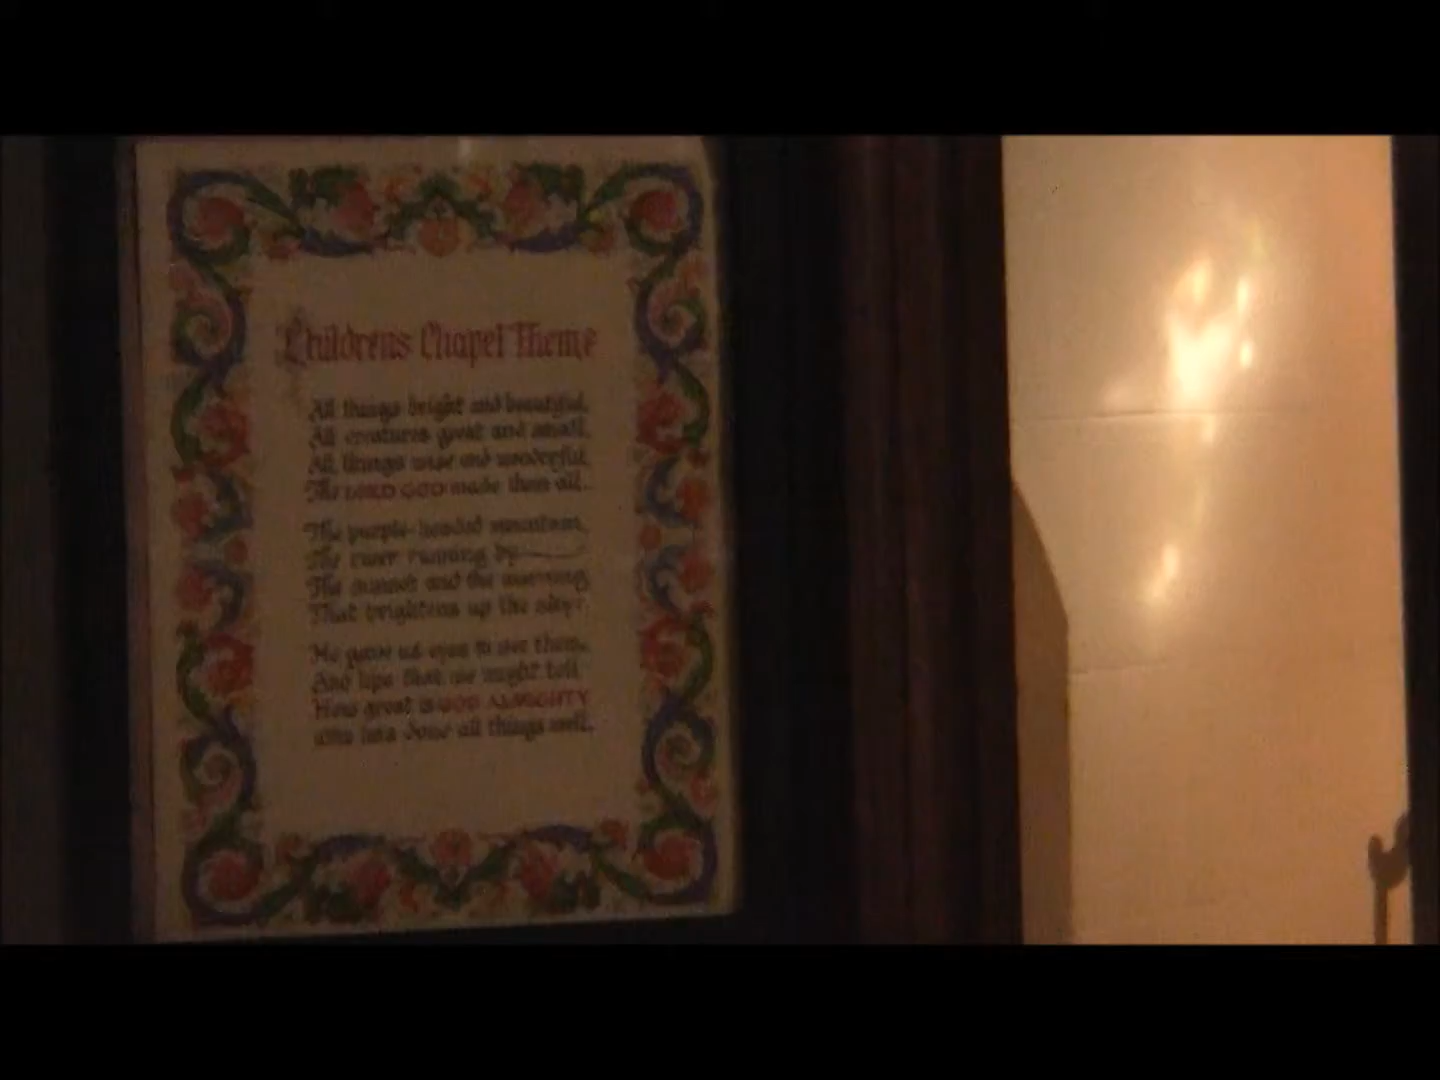 Childrens Chapel Theme
All things bright and beautiful,
All creatures great and small,
All things wise and wonderful,
The LORD GOD made them all..
The purple-headed mountain,
The river running by
The sunset and the morning,
That brightens up the sky:
He gave us eyes to see them,
And lips that we might tell
How great is GOD ALMIGHTY
Who has done all things well.